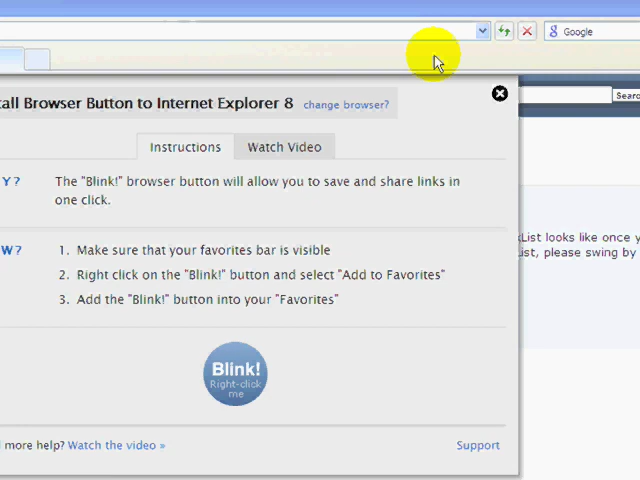 Google
tall Browser Button to Internet Explorer 8 change browser?
Searc
Instructions Watch Video
Y? The "Blink!" browser button will allow you to save and share links in
one click.
kList looks like once y
W? 1. Make sure that your favorites bar is visible
List, please swing by
2. Right click on the "Blink!" button and select "Add to Favorites"
3. Add the "Blink!" button into your "Favorites"
Blink!
Right-click
me
more help? Watch the video » Support